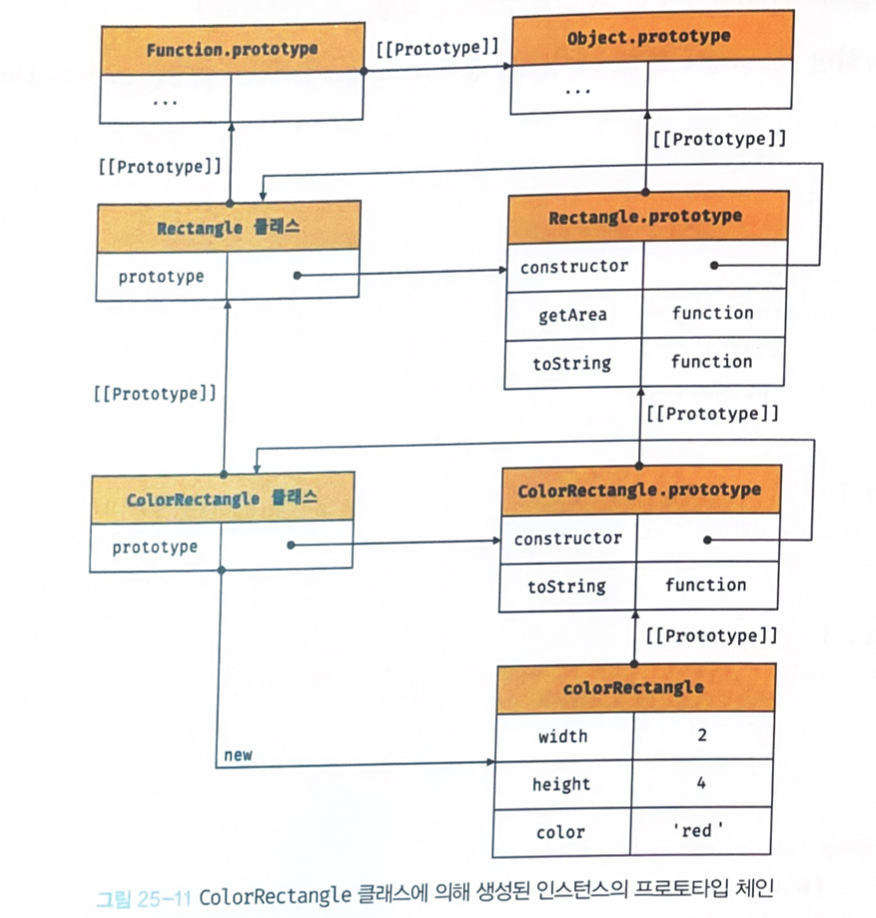 Function.prototype
[[Prototype]]
Object.prototype
...
...
[[Prototype]]
[[Prototype]]
Rectangle 클래스
prototype
Rectangle.prototype
constructor
getArea function
toString function
[[Prototype]]
[[Prototype]]
ColorRectangle 클래스
prototype
ColorRectangle.prototype
constructor
toString function
[[Prototype]]
colorRectangle
width 2
new
height 4
color 'red'
그림 25-11 ColorRectangle 클래스에 의해 생성된 인스턴스의 프로토타입 체인